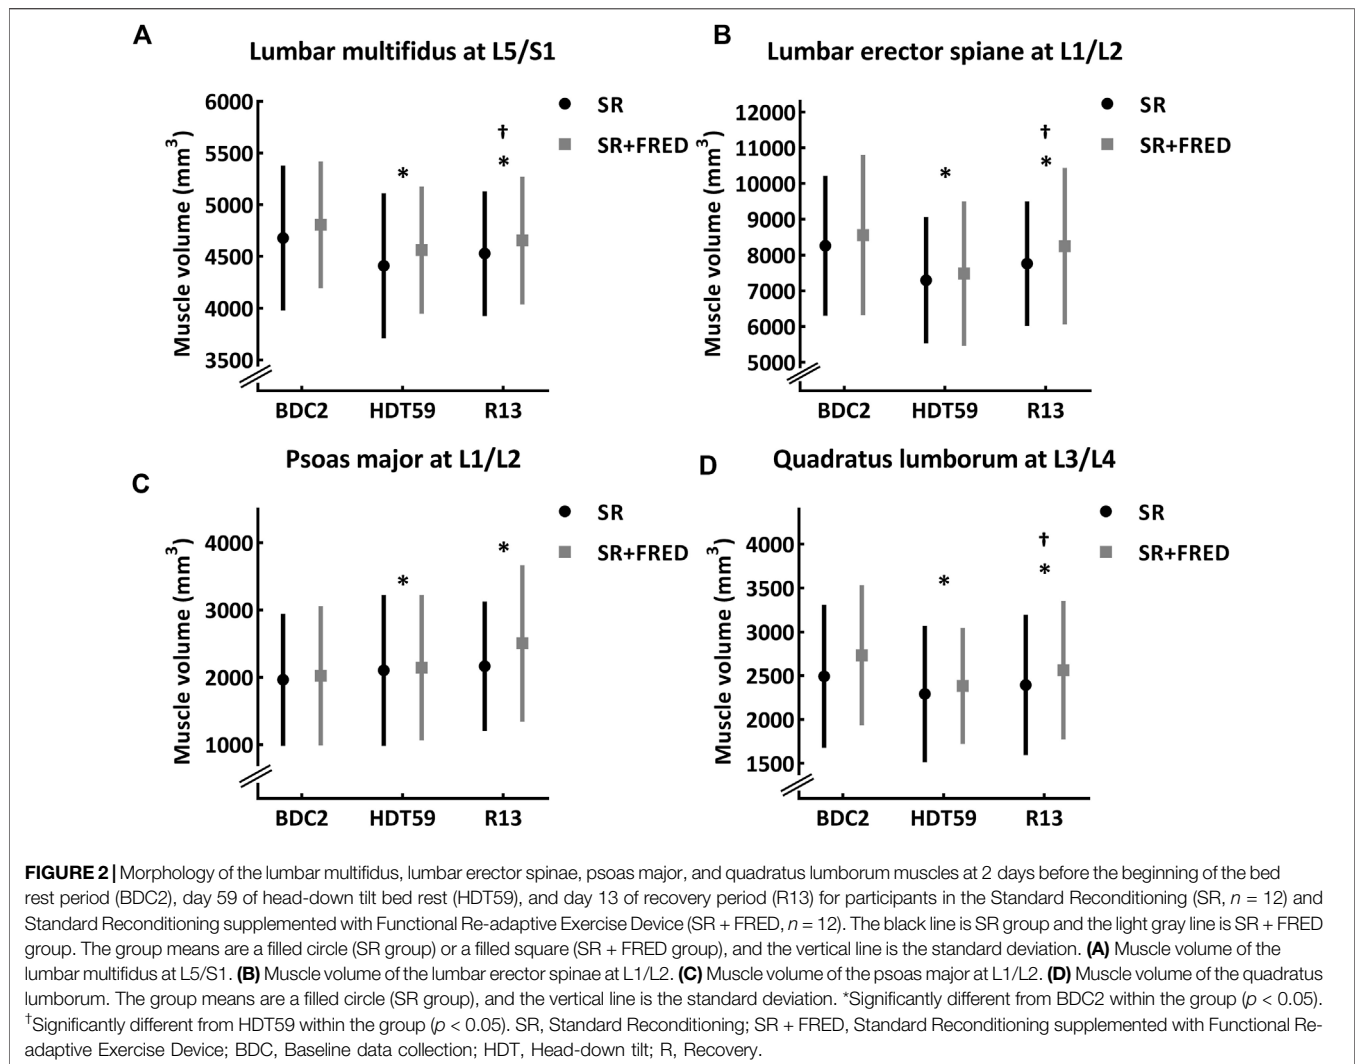 A
Lumbar multifidus at L5/S1
Muscle volume (mm³)
6000
5500
5000
4500
4000
3500
SR
SR+FRED
*
†
*
BDC2 HDT59 R13
B
Lumbar erector spiane at L1/L2
Muscle volume (mm³)
12000
11000
10000
9000
8000
7000
6000
5000
SR
SR+FRED
*
†
*
BDC2 HDT59 R13
C
Psoas major at L1/L2
Muscle volume (mm³)
4000
3000
2000
1000
SR
SR+FRED
*
*
BDC2 HDT59 R13
D
Quadratus lumborum at L3/L4
Muscle volume (mm³)
4000
3500
3000
2500
2000
1500
SR
SR+FRED
*
†
*
BDC2 HDT59 R13
FIGURE 2 | Morphology of the lumbar multifidus, lumbar erector spinae, psoas major, and quadratus lumborum muscles at 2 days before the beginning of the bed
rest period (BDC2), day 59 of head-down tilt bed rest (HDT59), and day 13 of recovery period (R13) for participants in the Standard Reconditioning (SR, n = 12) and
Standard Reconditioning supplemented with Functional Re-adaptive Exercise Device (SR + FRED, n = 12). The black line is SR group and the light gray line is SR + FRED
group. The group means are a filled circle (SR group) or a filled square (SR + FRED group), and the vertical line is the standard deviation. (A) Muscle volume of the
lumbar multifidus at L5/S1. (B) Muscle volume of the lumbar erector spinae at L1/L2. (C) Muscle volume of the psoas major at L1/L2. (D) Muscle volume of the quadratus
lumborum. The group means are a filled circle (SR group), and the vertical line is the standard deviation. *Significantly different from BDC2 within the group (p < 0.05).
†Significantly different from HDT59 within the group (p < 0.05). SR, Standard Reconditioning; SR + FRED, Standard Reconditioning supplemented with Functional Re-
adaptive Exercise Device; BDC, Baseline data collection; HDT, Head-down tilt; R, Recovery.